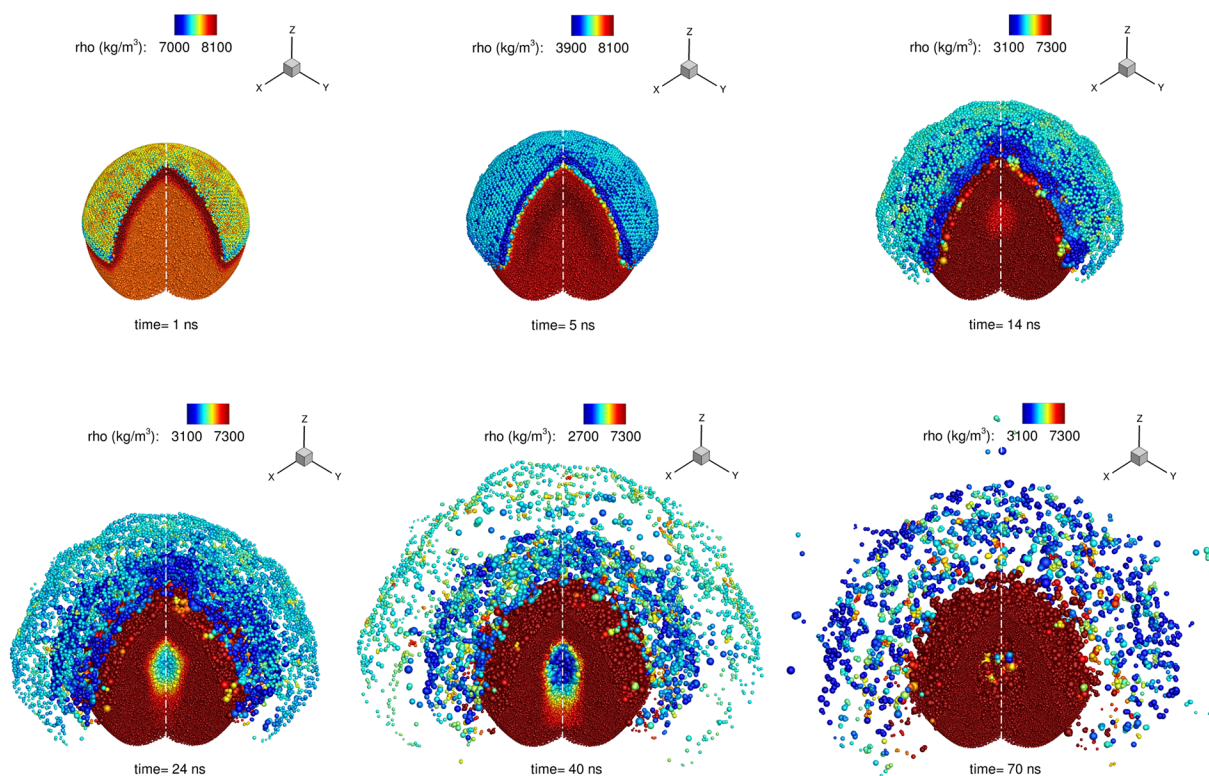 rho (kg/m³): 7000 8100
Z
X
Y
time= 1 ns
rho (kg/m³): 3900 8100
Z
X
Y
time= 5 ns
rho (kg/m³): 3100 7300
Z
X
Y
time= 14 ns
rho (kg/m³): 3100 7300
Z
X
Y
time= 24 ns
rho (kg/m³): 2700 7300
Z
X
Y
time= 40 ns
rho (kg/m³): 3100 7300
Z
X
Y
time= 70 ns